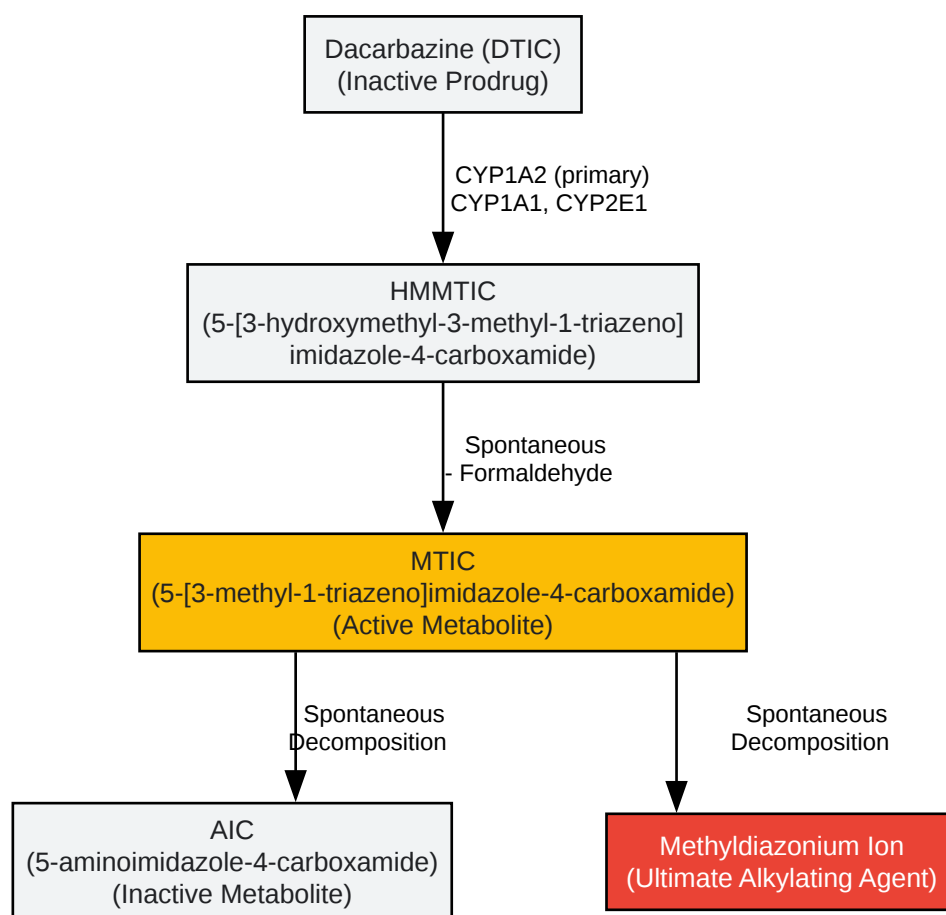 Dacarbazine (DTIC)
(Inactive Prodrug)
CYP1A2 (primary)
CYP1A1, CYP2E1
HMMTIC
(5-[3-hydroxymethyl-3-methyl-1-triazeno]
imidazole-4-carboxamide)
Spontaneous
- Formaldehyde
MTIC
(5-[3-methyl-1-triazeno]imidazole-4-carboxamide)
(Active Metabolite)
Spontaneous
Decomposition
Spontaneous
Decomposition
AIC
(5-aminoimidazole-4-carboxamide)
(Inactive Metabolite)
Methyldiazonium Ion
(Ultimate Alkylating Agent)